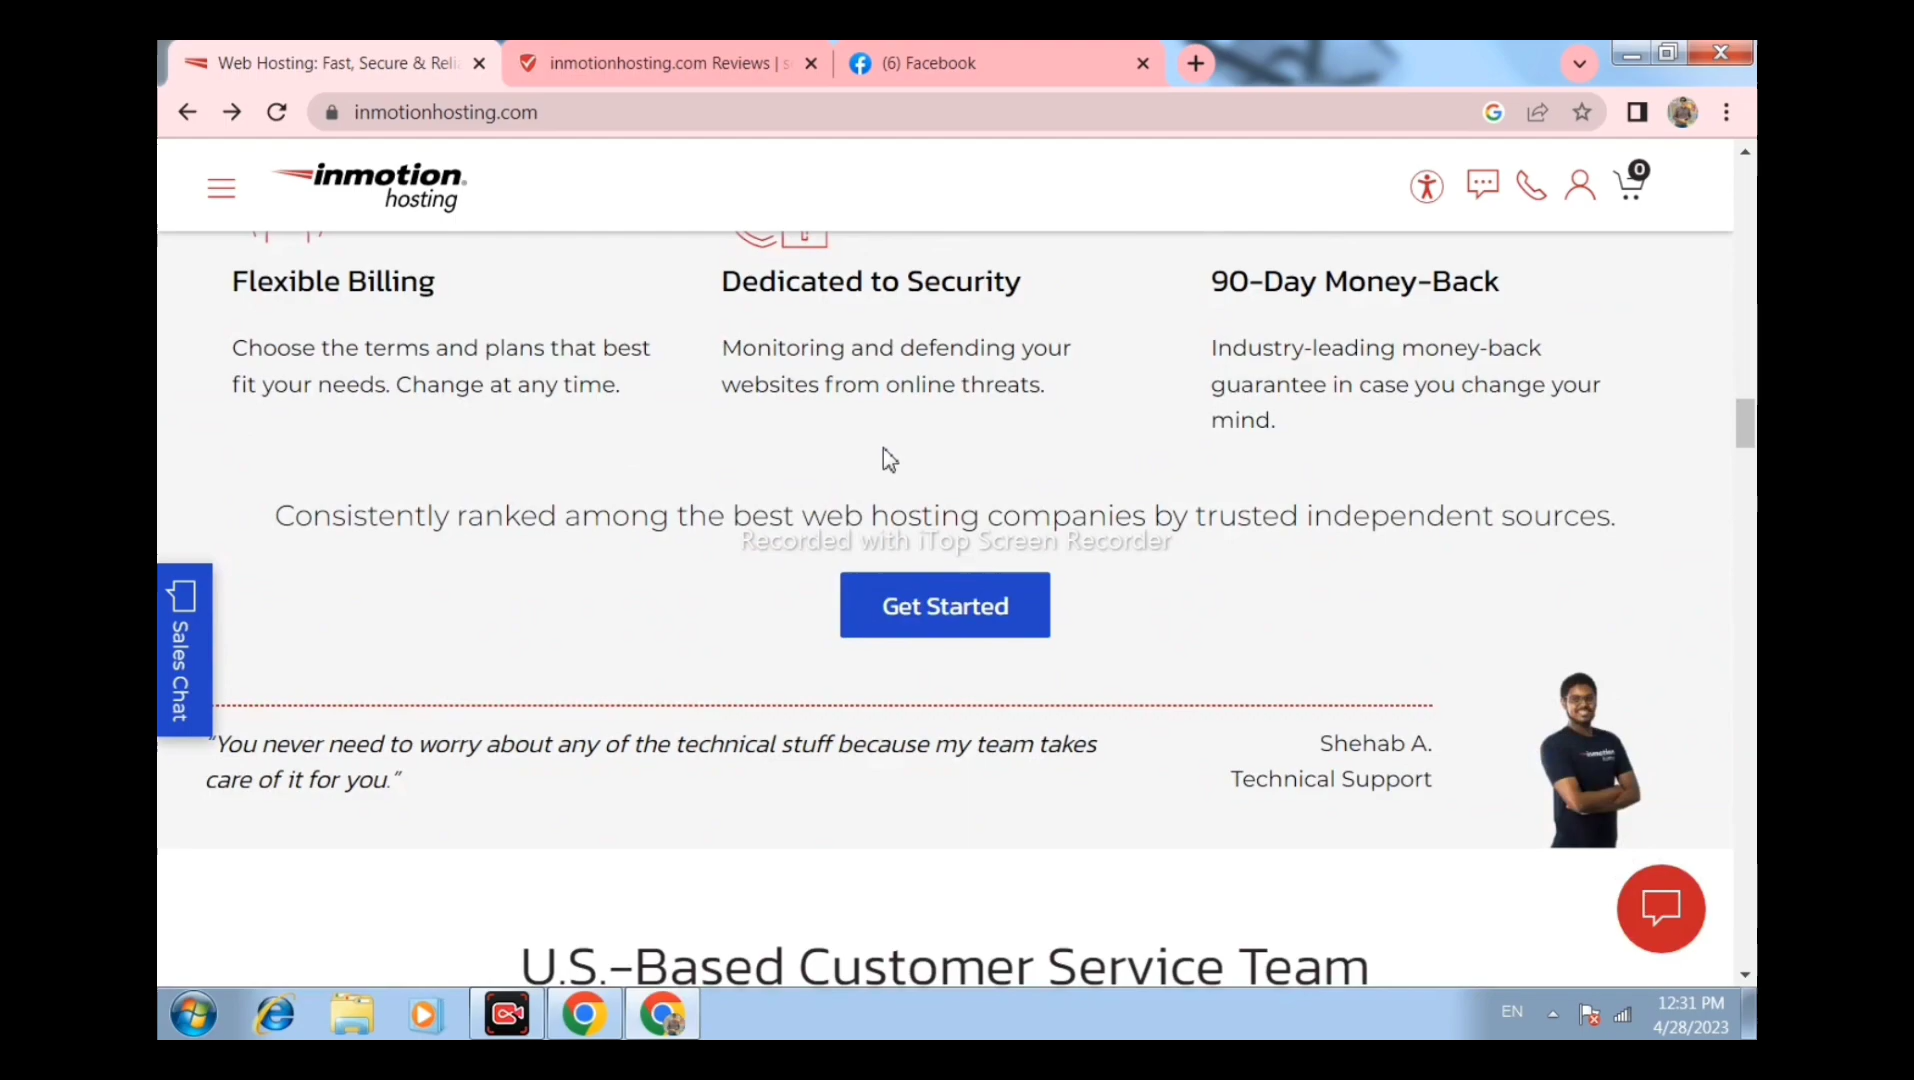 Web Hosting: Fast, Secure & Reli
inmotionhosting.com Reviews | s
(6) Facebook
inmotionhosting.com
inmotion
hosting
0
Flexible Billing
Choose the terms and plans that best
fit your needs. Change at any time.
Dedicated to Security
Monitoring and defending your
websites from online threats.
90-Day Money-Back
Industry-leading money-back
guarantee in case you change your
mind.
Consistently ranked among the best web hosting companies by trusted independent sources.
Recorded with iTop Screen Recorder
Get Started
Sales Chat
"You never need to worry about any of the technical stuff because my team takes
care of it for you."
Shehab A.
Technical Support
inmotion
U.S.-Based Customer Service Team
EN
12:31 PM
4/28/2023